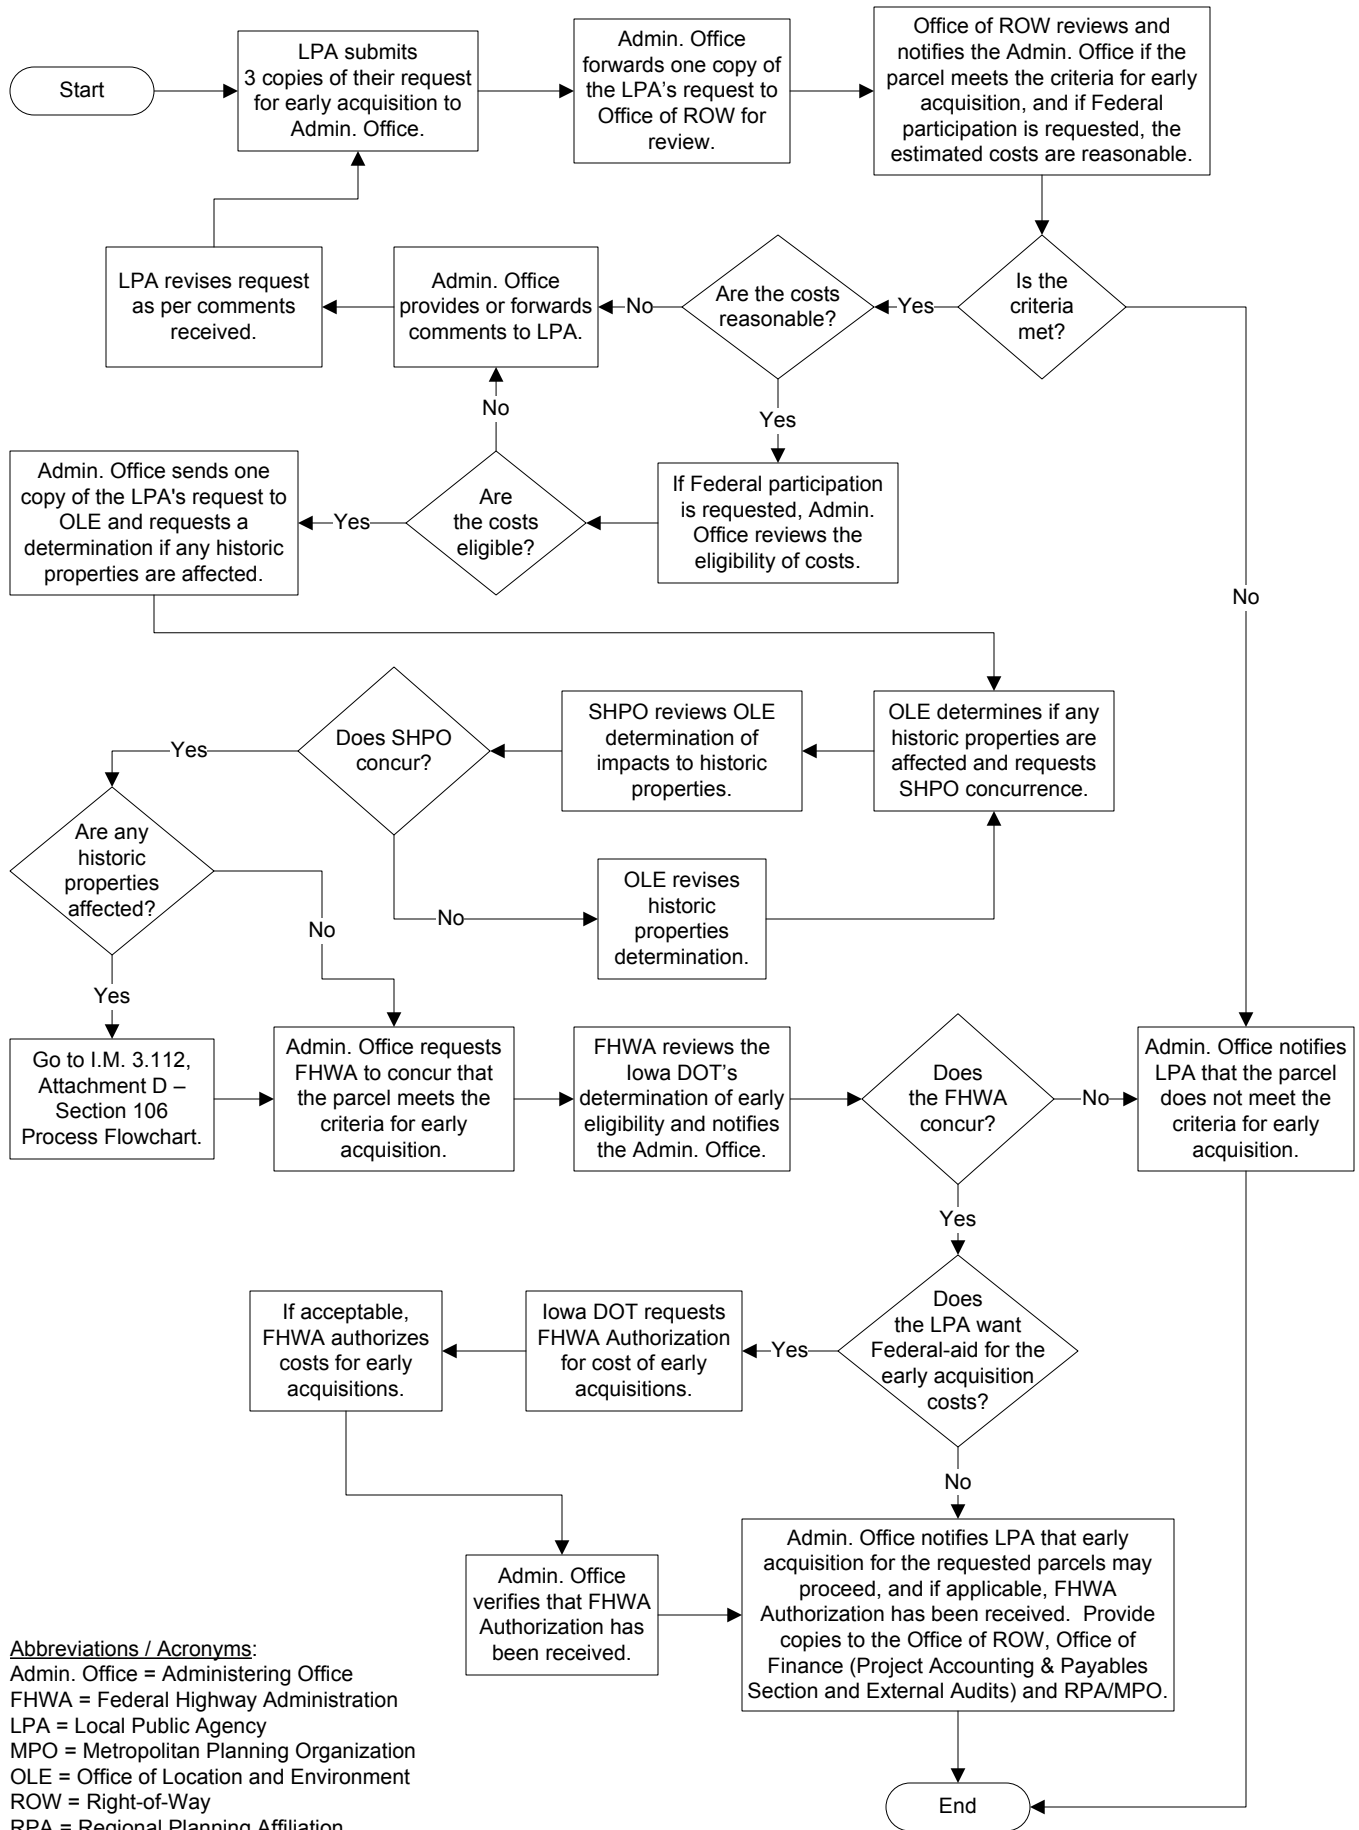 Start
LPA submits
3 copies of their request
for early acquisition to
Admin. Office.
Admin. Office
forwards one copy of
the LPA's request to
Office of ROW for
review.
Office of ROW reviews and
notifies the Admin. Office if the
parcel meets the criteria for early
acquisition, and if Federal
participation is requested, the
estimated costs are reasonable.
LPA revises request
as per comments
received.
Admin. Office
provides or forwards
comments to LPA.
No
Are the costs
reasonable?
Yes
Is the
criteria
met?
No
Yes
Admin. Office sends one
copy of the LPA's request to
OLE and requests a
determination if any historic
properties are affected.
Yes
Are
the costs
eligible?
If Federal participation
is requested, Admin.
Office reviews the
eligibility of costs.
No
Yes
Does SHPO
concur?
SHPO reviews OLE
determination of
impacts to historic
properties.
OLE determines if any
historic properties are
affected and requests
SHPO concurrence.
Are any
historic
properties
affected?
No
No
OLE revises
historic
properties
determination.
Yes
Go to I.M. 3.112,
Attachment D –
Section 106
Process Flowchart.
Admin. Office requests
FHWA to concur that
the parcel meets the
criteria for early
acquisition.
FHWA reviews the
Iowa DOT's
determination of early
eligibility and notifies
the Admin. Office.
Does
the FHWA
concur?
No
Admin. Office notifies
LPA that the parcel
does not meet the
criteria for early
acquisition.
Yes
If acceptable,
FHWA authorizes
costs for early
acquisitions.
Iowa DOT requests
FHWA Authorization
for cost of early
acquisitions.
Yes
Does
the LPA want
Federal-aid for the
early acquisition
costs?
No
Admin. Office
verifies that FHWA
Authorization has
been received.
Admin. Office notifies LPA that early
acquisition for the requested parcels may
proceed, and if applicable, FHWA
Authorization has been received.  Provide
copies to the Office of ROW, Office of
Finance (Project Accounting & Payables
Section and External Audits) and RPA/MPO.
End
Abbreviations / Acronyms:
Admin. Office = Administering Office
FHWA = Federal Highway Administration
LPA = Local Public Agency
MPO = Metropolitan Planning Organization
OLE = Office of Location and Environment
ROW = Right-of-Way
RPA = Regional Planning Affiliation